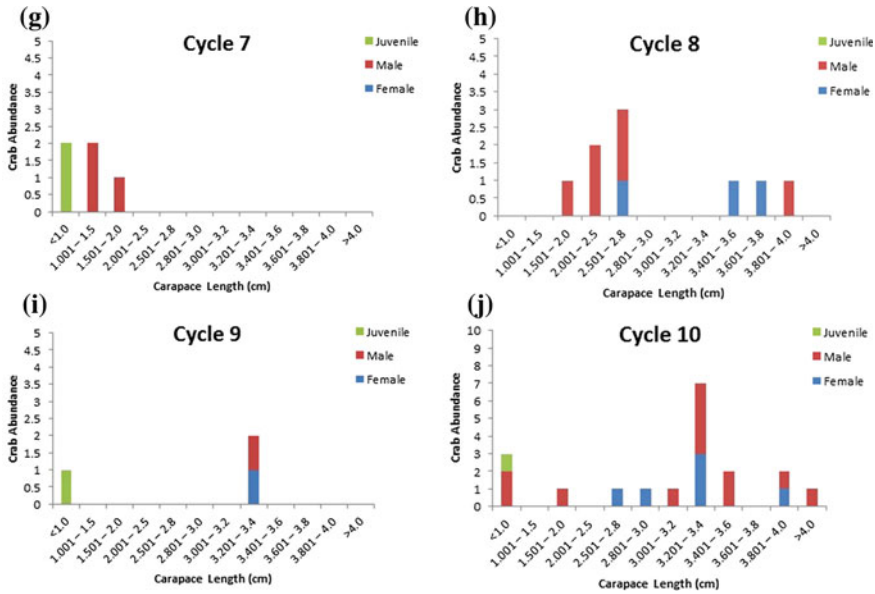 (g)
Cycle 7
Juvenile
Male
Female
Crab Abundance
5
4.5
4
3.5
3
2.5
2
1.5
1
0.5
0
<1.0
1.001 – 1.5
1.501 – 2.0
2.001 – 2.5
2.501 – 2.8
2.801 – 3.0
3.001 – 3.2
3.201 – 3.4
3.401 – 3.6
3.601 – 3.8
3.801 – 4.0
>4.0
Carapace Length (cm)
(h)
Cycle 8
Juvenile
Male
Female
Crab Abundance
5
4.5
4
3.5
3
2.5
2
1.5
1
0.5
0
<1.0
1.001 – 1.5
1.501 – 2.0
2.001 – 2.5
2.501 – 2.8
2.801 – 3.0
3.001 – 3.2
3.201 – 3.4
3.401 – 3.6
3.601 – 3.8
3.801 – 4.0
>4.0
Carapace Length (cm)
(i)
Cycle 9
Juvenile
Male
Female
Crab Abundance
5
4.5
4
3.5
3
2.5
2
1.5
1
0.5
0
<1.0
1.001 – 1.5
1.501 – 2.0
2.001 – 2.5
2.501 – 2.8
2.801 – 3.0
3.001 – 3.2
3.201 – 3.4
3.401 – 3.6
3.601 – 3.8
3.801 – 4.0
>4.0
Carapace Length (cm)
(j)
Cycle 10
Juvenile
Male
Female
Crab Abundance
10
9
8
7
6
5
4
3
2
1
0
<1.0
1.001 – 1.5
1.501 – 2.0
2.001 – 2.5
2.501 – 2.8
2.801 – 3.0
3.001 – 3.2
3.201 – 3.4
3.401 – 3.6
3.601 – 3.8
3.801 – 4.0
>4.0
Carapace Length (cm)